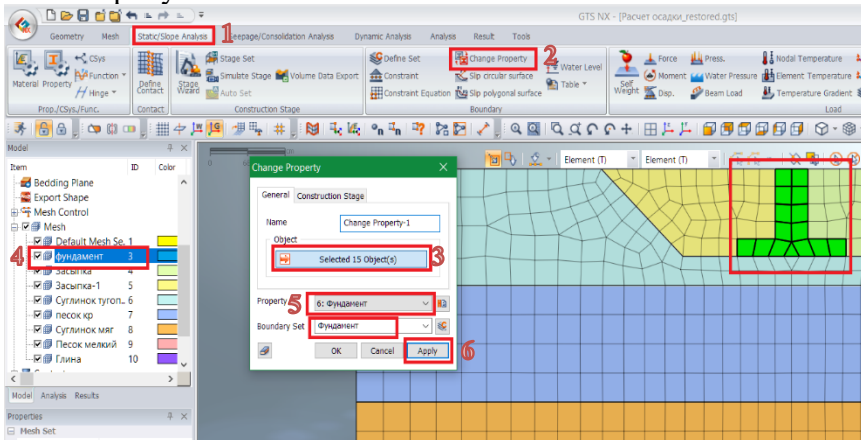 GTS NX - [Расчет осадки_restored.gts]
Geometry Mesh Static/Slope Analysis 1 Seepage/Consolidation Analysis Dynamic Analysis Analysis Result Tools
CSys
Function
Hinge
Material Property
Prop./CSys./Func.
Define Contact
Contact
Stage Wizard
Stage Set
Simulate Stage Volume Data Export
Auto Set
Construction Stage
Define Set
Constraint
Constraint Equation
Change Property 2
Slip circular surface
Slip polygonal surface
Water Level
Table
Boundary
Self Weight
Force
Moment
Disp.
Press.
Water Pressure
Beam Load
Nodal Temperature
Element Temperature
Temperature Gradient
Load
Model
Item ID Color
Bedding Plane
Export Shape
Mesh Control
Mesh
Default Mesh Se. 1
4 фундамент 3
Засыпка 4
Засыпка-1 5
Суглинок тугоп.. 6
песок кр 7
Суглинок мяг 8
Песок мелкий 9
Глина 10
Model Analysis Results
Properties
Mesh Set
Element (T) Element (T)
Change Property
General Construction Stage
Name Change Property-1
Object
Selected 15 Object(s) 3
Property 5 6: Фундамент
Boundary Set Фундамент
OK Cancel Apply 6